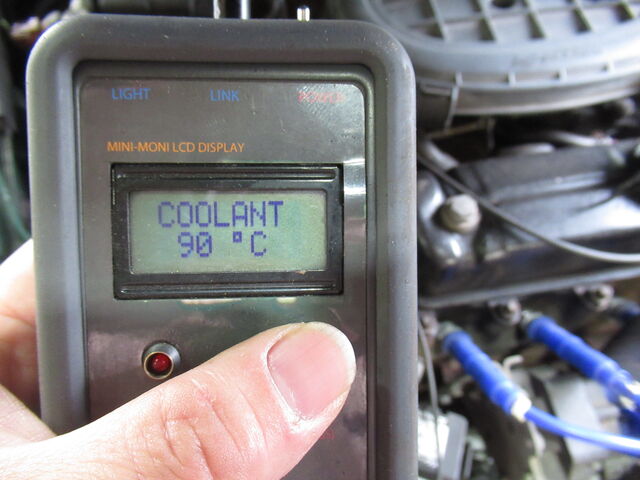 LIGHT LINK
MINI-MONI LCD DISPLAY
COOLANT
90 °C